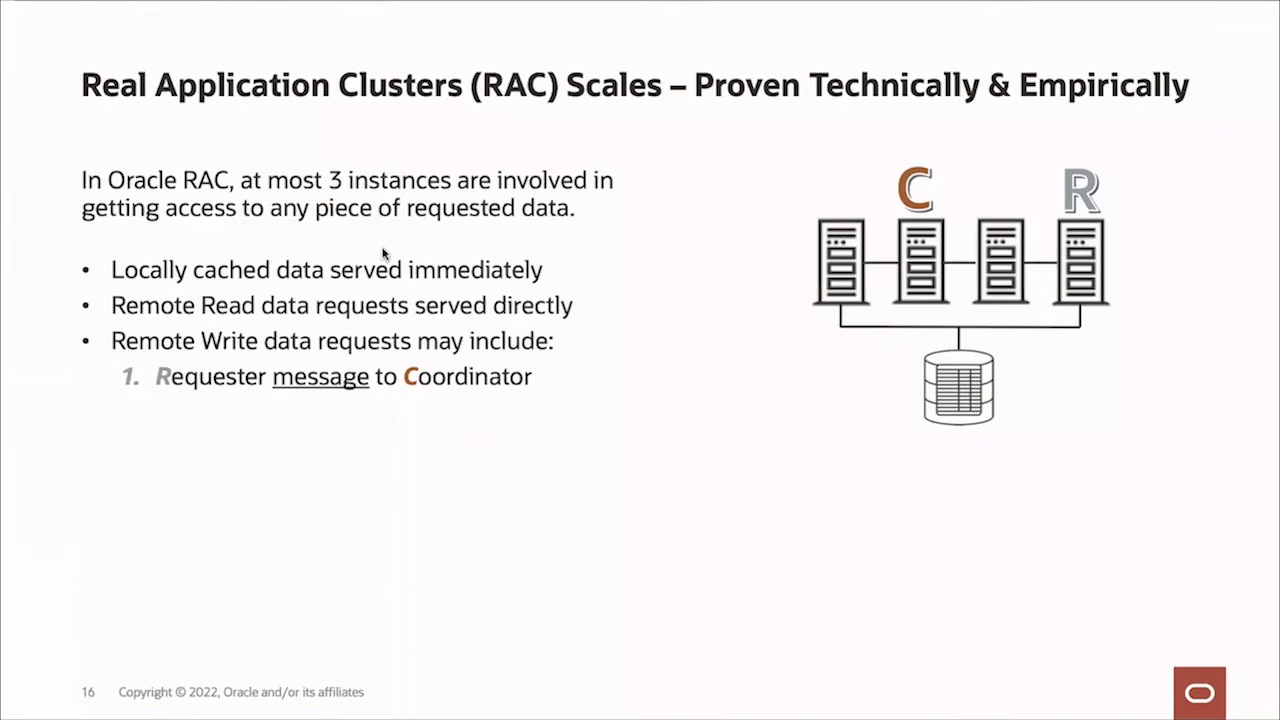 Real Application Clusters (RAC) Scales – Proven Technically & Empirically
In Oracle RAC, at most 3 instances are involved in
getting access to any piece of requested data.
• Locally cached data served immediately
• Remote Read data requests served directly
• Remote Write data requests may include:
1. Requester message to Coordinator
C
R
16 Copyright © 2022, Oracle and/or its affiliates